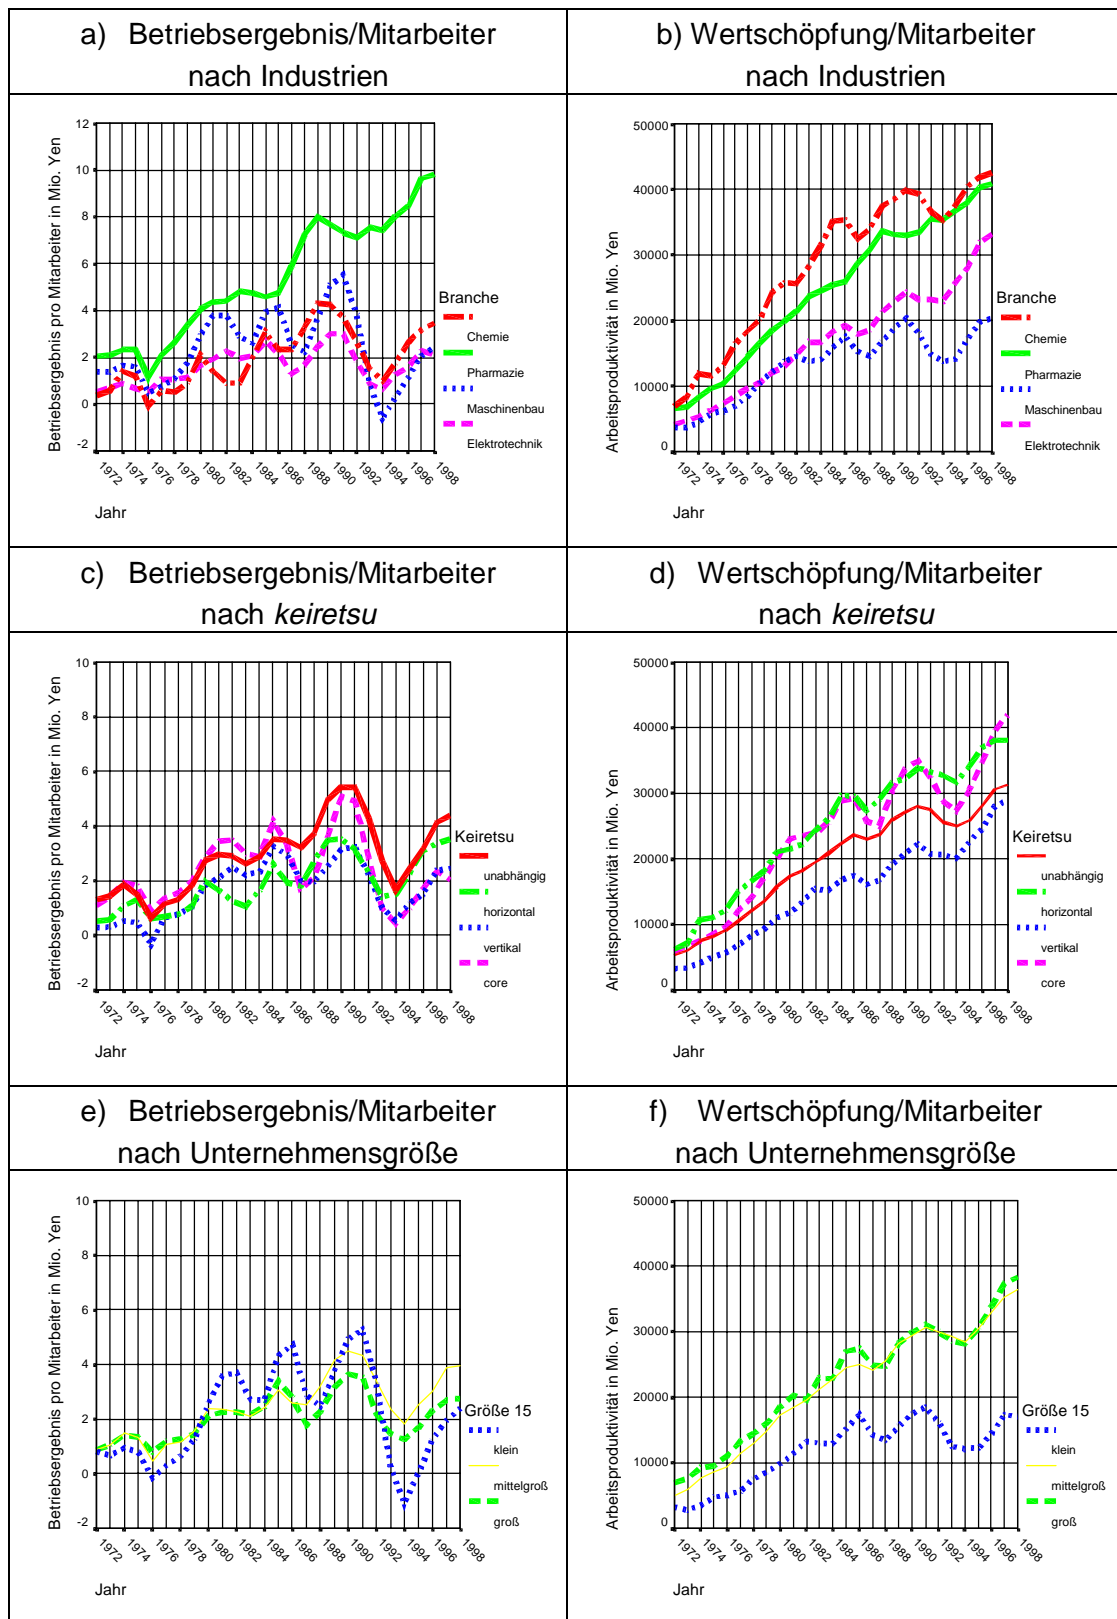 a) Betriebsergebnis/Mitarbeiter
nach Industrien
b) Wertschöpfung/Mitarbeiter
nach Industrien
Betriebsergebnis pro Mitarbeiter in Mio. Yen
12
10
8
6
4
2
0
-2
1972
1974
1976
1978
1980
1982
1984
1986
1988
1990
1992
1994
1996
1998
Jahr
Branche
Chemie
Pharmazie
Maschinenbau
Elektrotechnik
Arbeitsproduktivität in Mio. Yen
50000
40000
30000
20000
10000
0
1972
1974
1976
1978
1980
1982
1984
1986
1988
1990
1992
1994
1996
1998
Jahr
Branche
Chemie
Pharmazie
Maschinenbau
Elektrotechnik
c) Betriebsergebnis/Mitarbeiter
nach keiretsu
d) Wertschöpfung/Mitarbeiter
nach keiretsu
Betriebsergebnis pro Mitarbeiter in Mio. Yen
10
8
6
4
2
0
-2
1972
1974
1976
1978
1980
1982
1984
1986
1988
1990
1992
1994
1996
1998
Jahr
Keiretsu
unabhängig
horizontal
vertikal
core
Arbeitsproduktivität in Mio. Yen
50000
40000
30000
20000
10000
0
1972
1974
1976
1978
1980
1982
1984
1986
1988
1990
1992
1994
1996
1998
Jahr
Keiretsu
unabhängig
horizontal
vertikal
core
e) Betriebsergebnis/Mitarbeiter
nach Unternehmensgröße
f) Wertschöpfung/Mitarbeiter
nach Unternehmensgröße
Betriebsergebnis pro Mitarbeiter in Mio. Yen
10
8
6
4
2
0
-2
1972
1974
1976
1978
1980
1982
1984
1986
1988
1990
1992
1994
1996
1998
Jahr
Größe 15
klein
mittelgroß
groß
Arbeitsproduktivität in Mio. Yen
50000
40000
30000
20000
10000
0
1972
1974
1976
1978
1980
1982
1984
1986
1988
1990
1992
1994
1996
1998
Jahr
Größe 15
klein
mittelgroß
groß